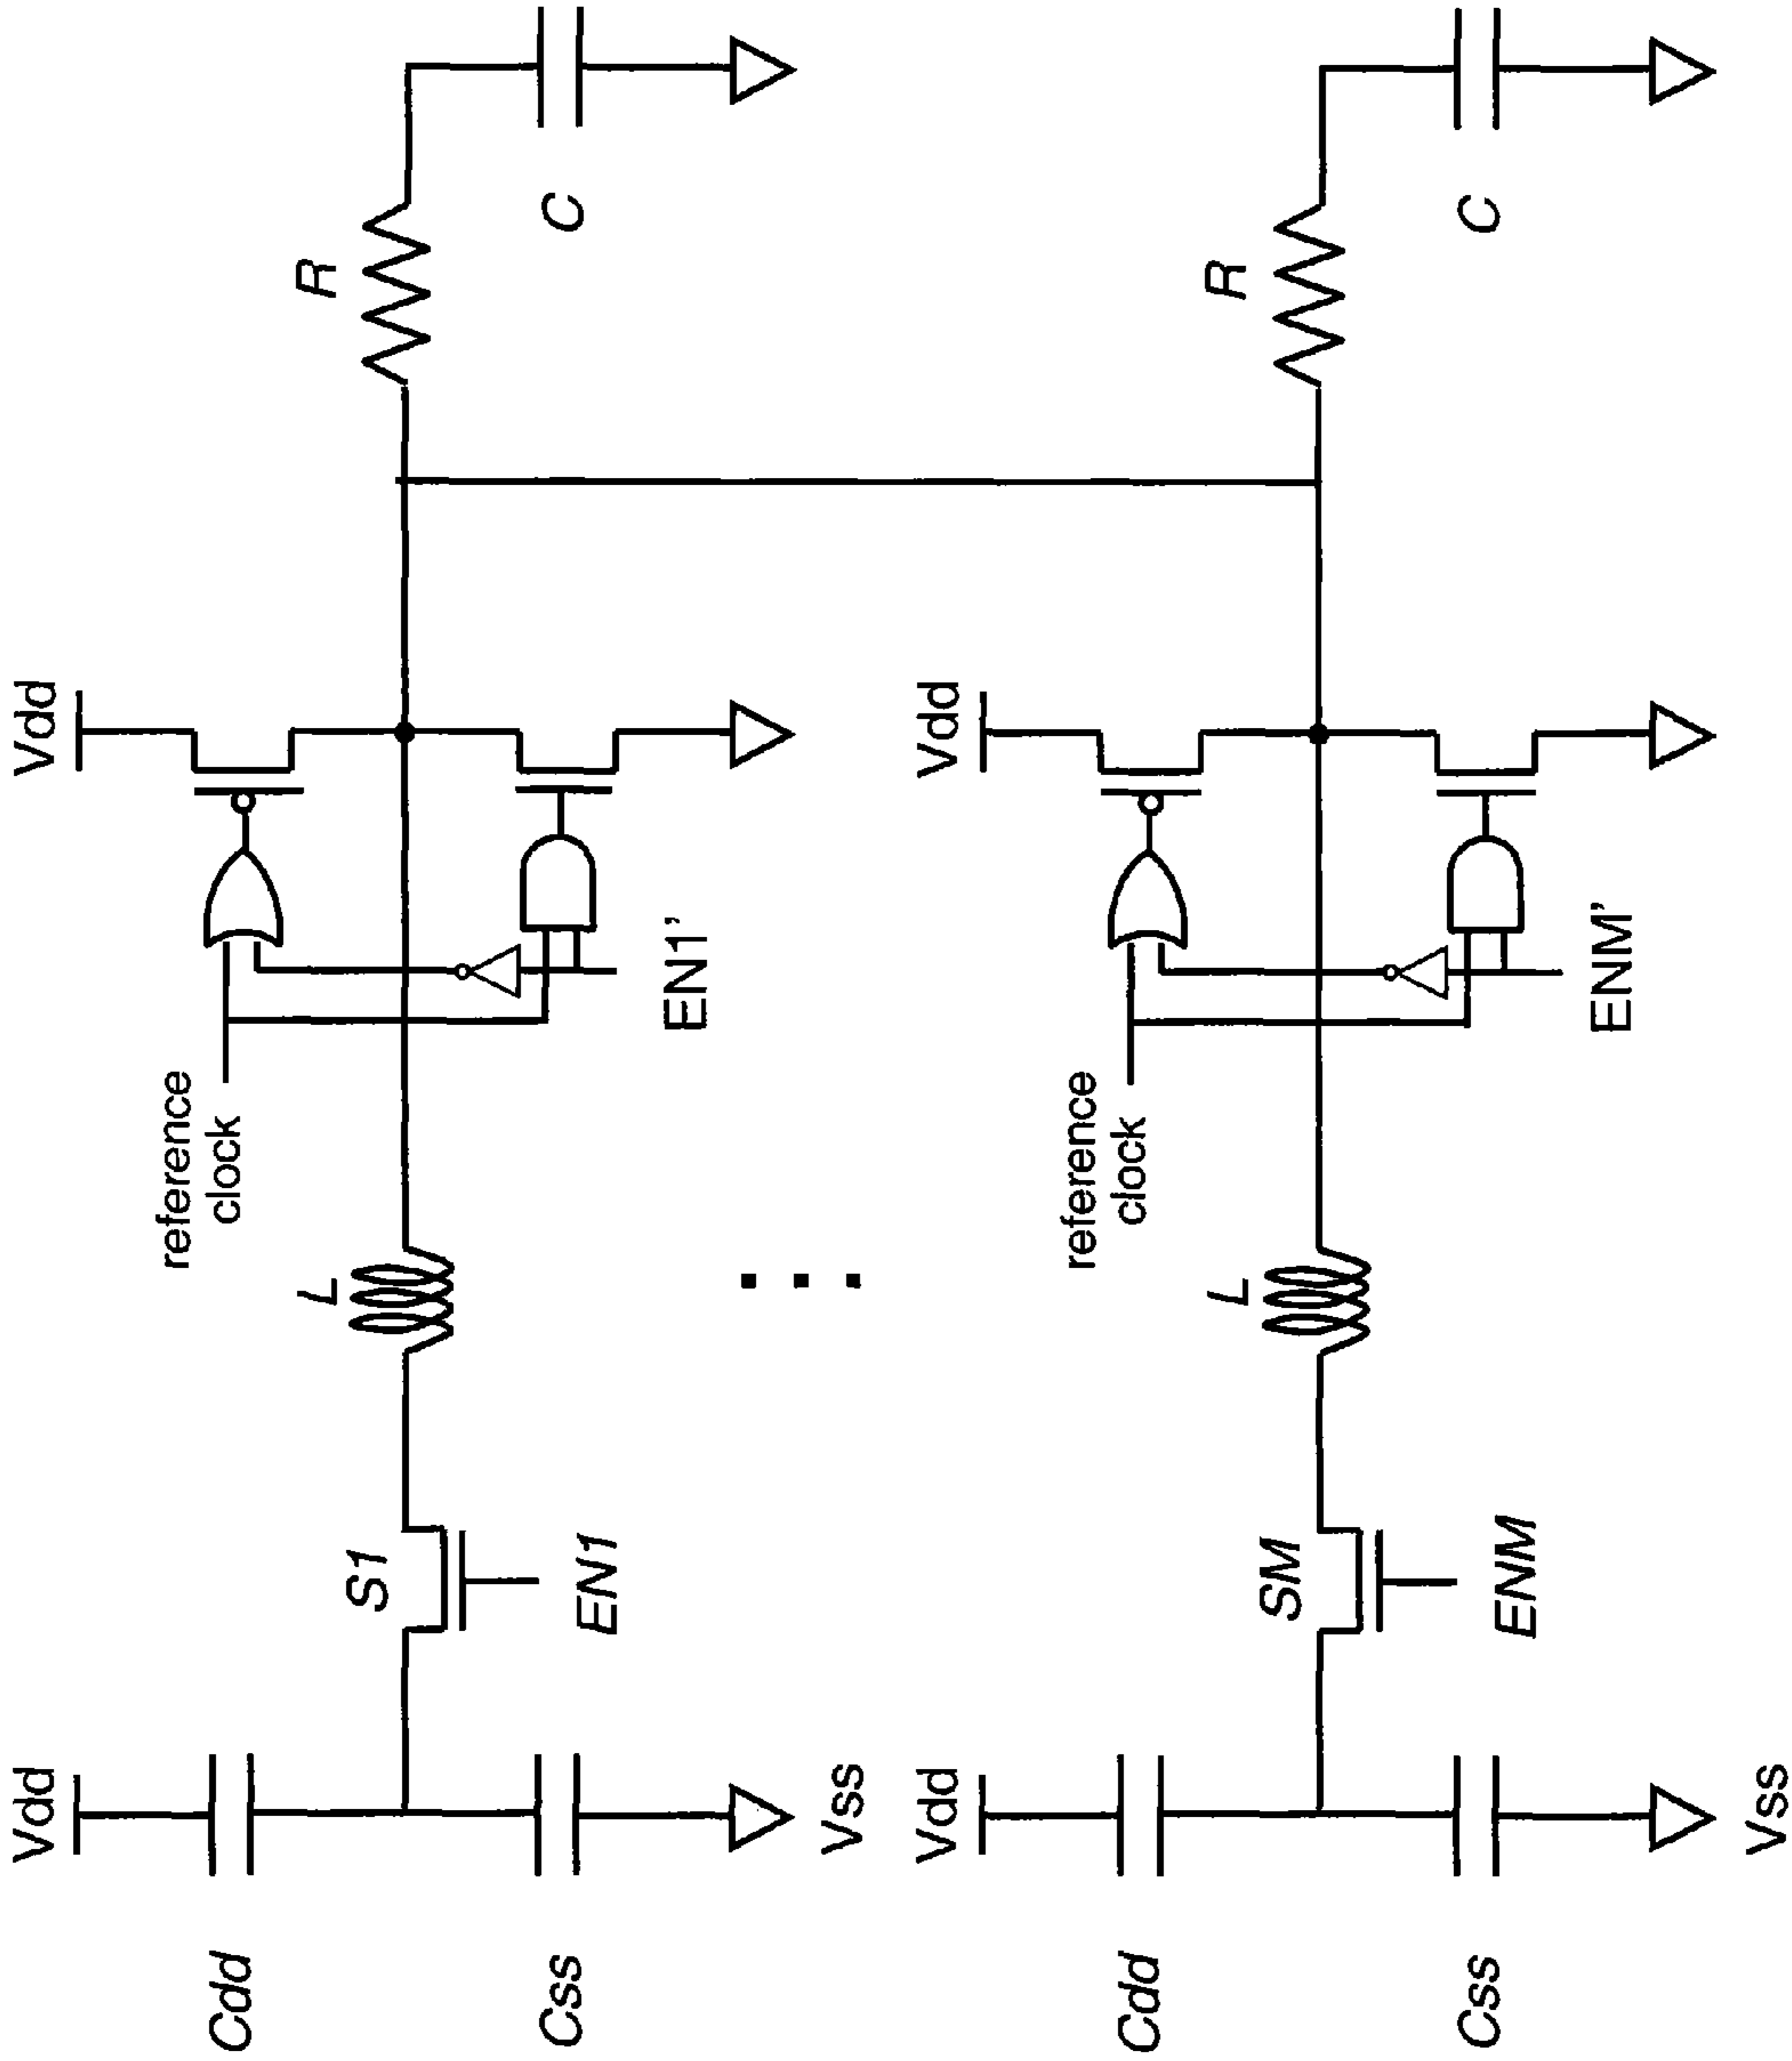 Vdd
Vdd
reference
clock
Cdd
L
R
S1
Css
C
EN1
EN1'
Vss
...
Vdd
Vdd
reference
clock
Cdd
L
R
SM
Css
C
ENM
ENM'
Vss